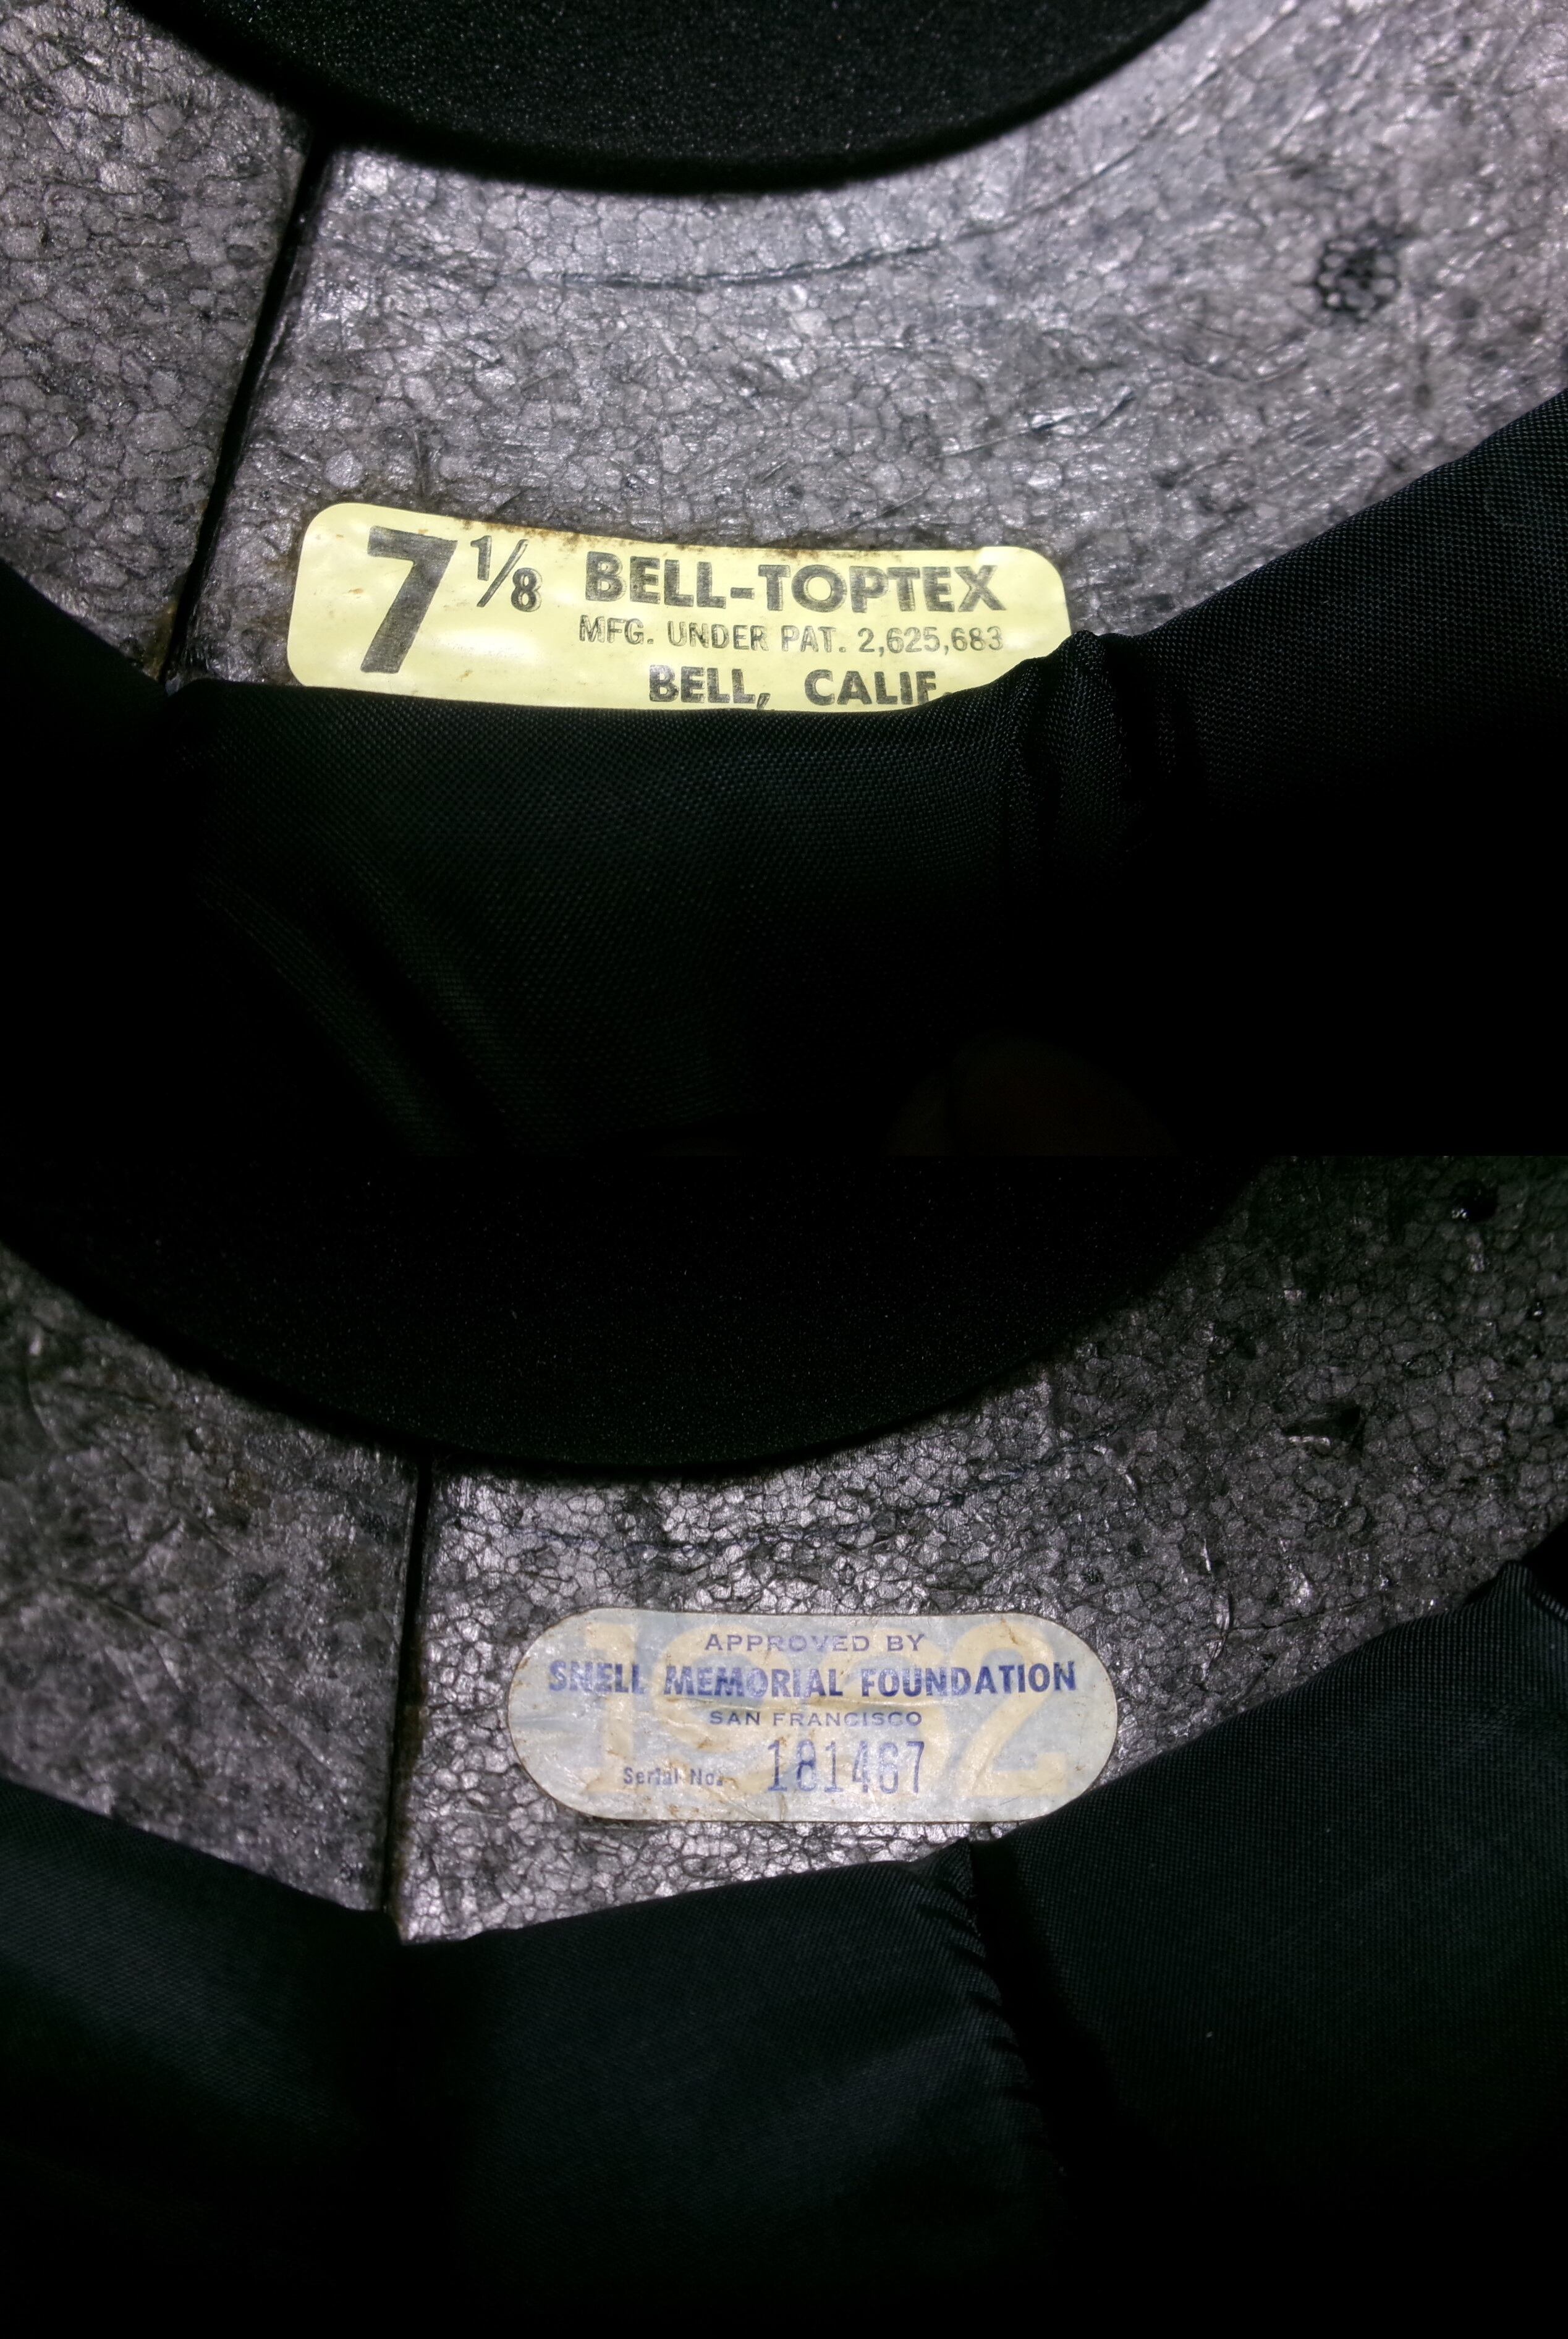 7 1/8 BELL-TOPTEX
MFG. UNDER PAT. 2,625,683
BELL, CALIF.
1962
APPROVED BY
SNELL MEMORIAL FOUNDATION
SAN FRANCISCO
Serial No. 181467